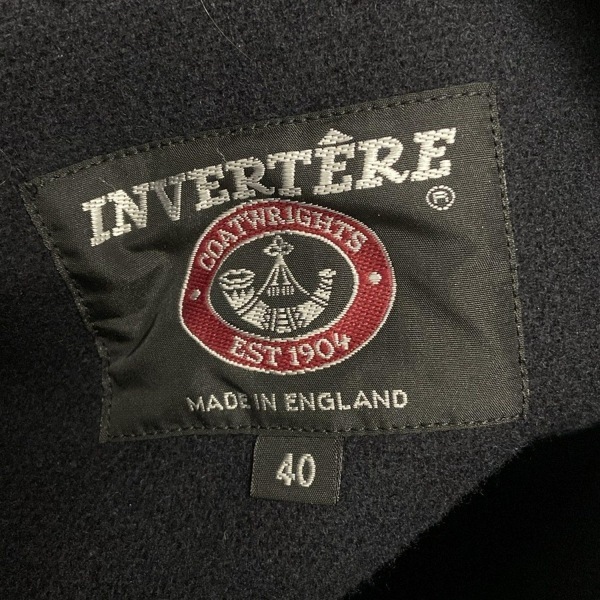 INVERTÊRE
®
COATWRIGHTS
EST 1904
MADE IN ENGLAND
40